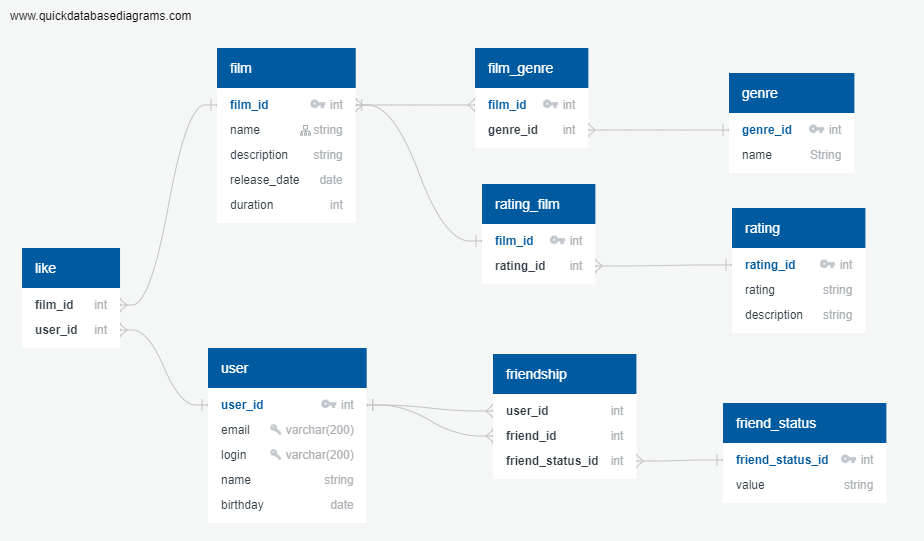 www.quickdatabasediagrams.com
film
film_id int
name string
description string
release_date date
duration int
film_genre
film_id int
genre_id int
genre
genre_id int
name String
rating_film
film_id int
rating_id int
rating
rating_id int
rating string
description string
like
film_id int
user_id int
user
user_id int
email varchar(200)
login varchar(200)
name string
birthday date
friendship
user_id int
friend_id int
friend_status_id int
friend_status
friend_status_id int
value string